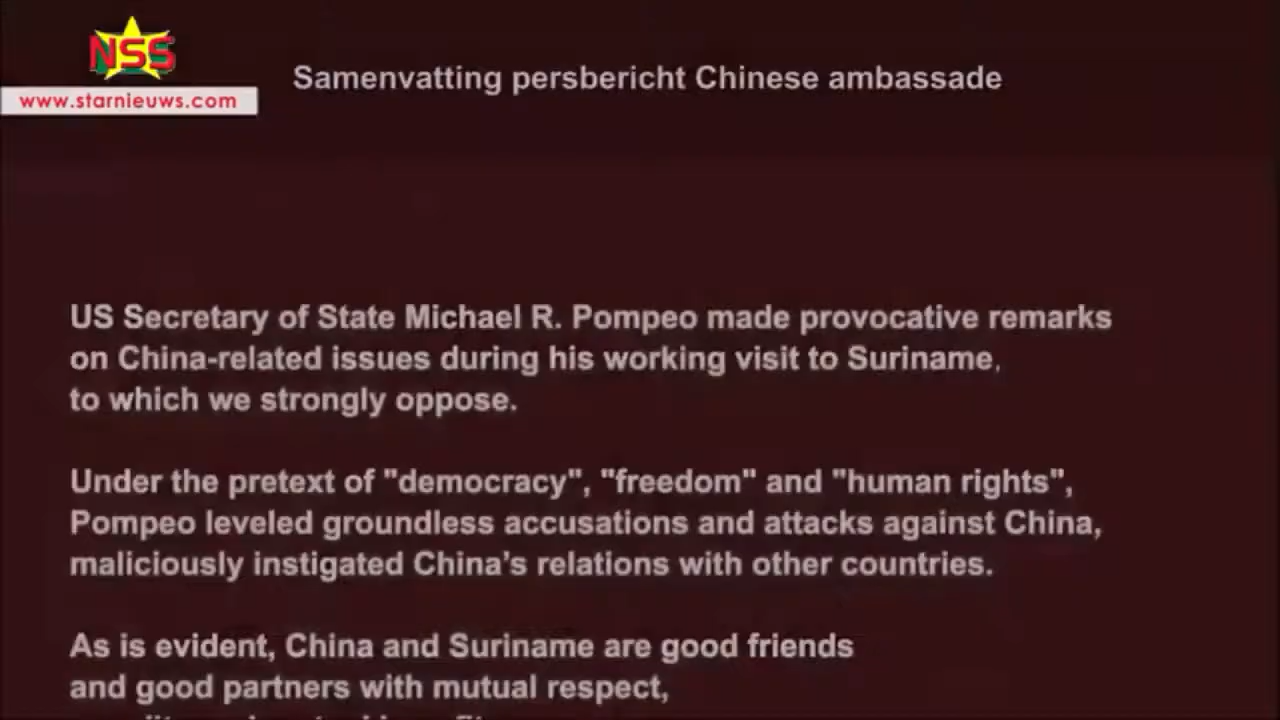 NSS
www.starnieuws.com
Samenvatting persbericht Chinese ambassade
US Secretary of State Michael R. Pompeo made provocative remarks
on China-related issues during his working visit to Suriname,
to which we strongly oppose.
Under the pretext of "democracy", "freedom" and "human rights",
Pompeo leveled groundless accusations and attacks against China,
maliciously instigated China's relations with other countries.
As is evident, China and Suriname are good friends
and good partners with mutual respect,